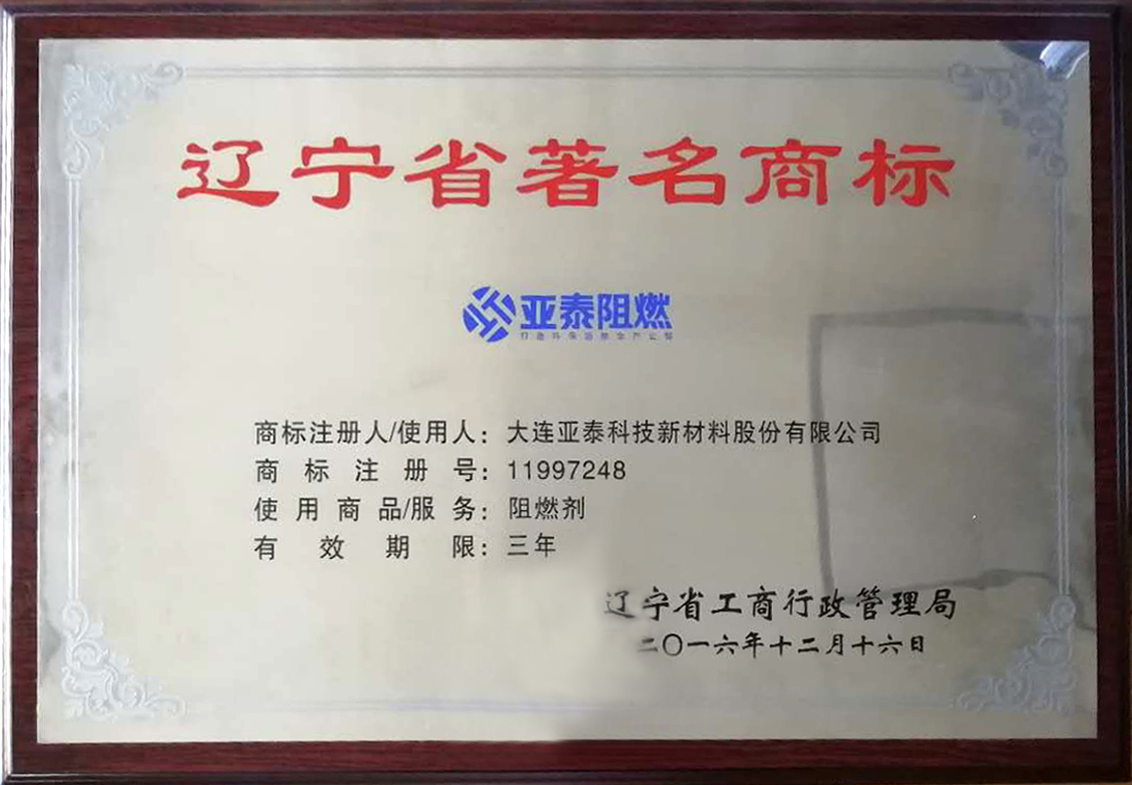 辽宁省著名商标
亚泰阻燃
商标注册人/使用人：大连亚泰科技新材料股份有限公司
商标注册号：11997248
使用商品/服务：阻燃剂
有效期限：三年
辽宁省工商行政管理局
二〇一六年十二月十六日